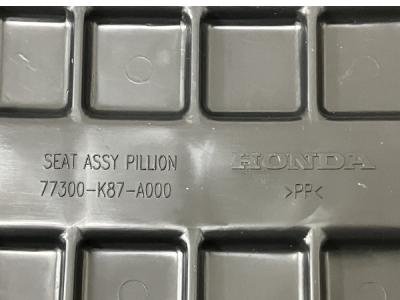 SEAT ASSY PILLION
77300-K87-A000
HONDA
>PP<